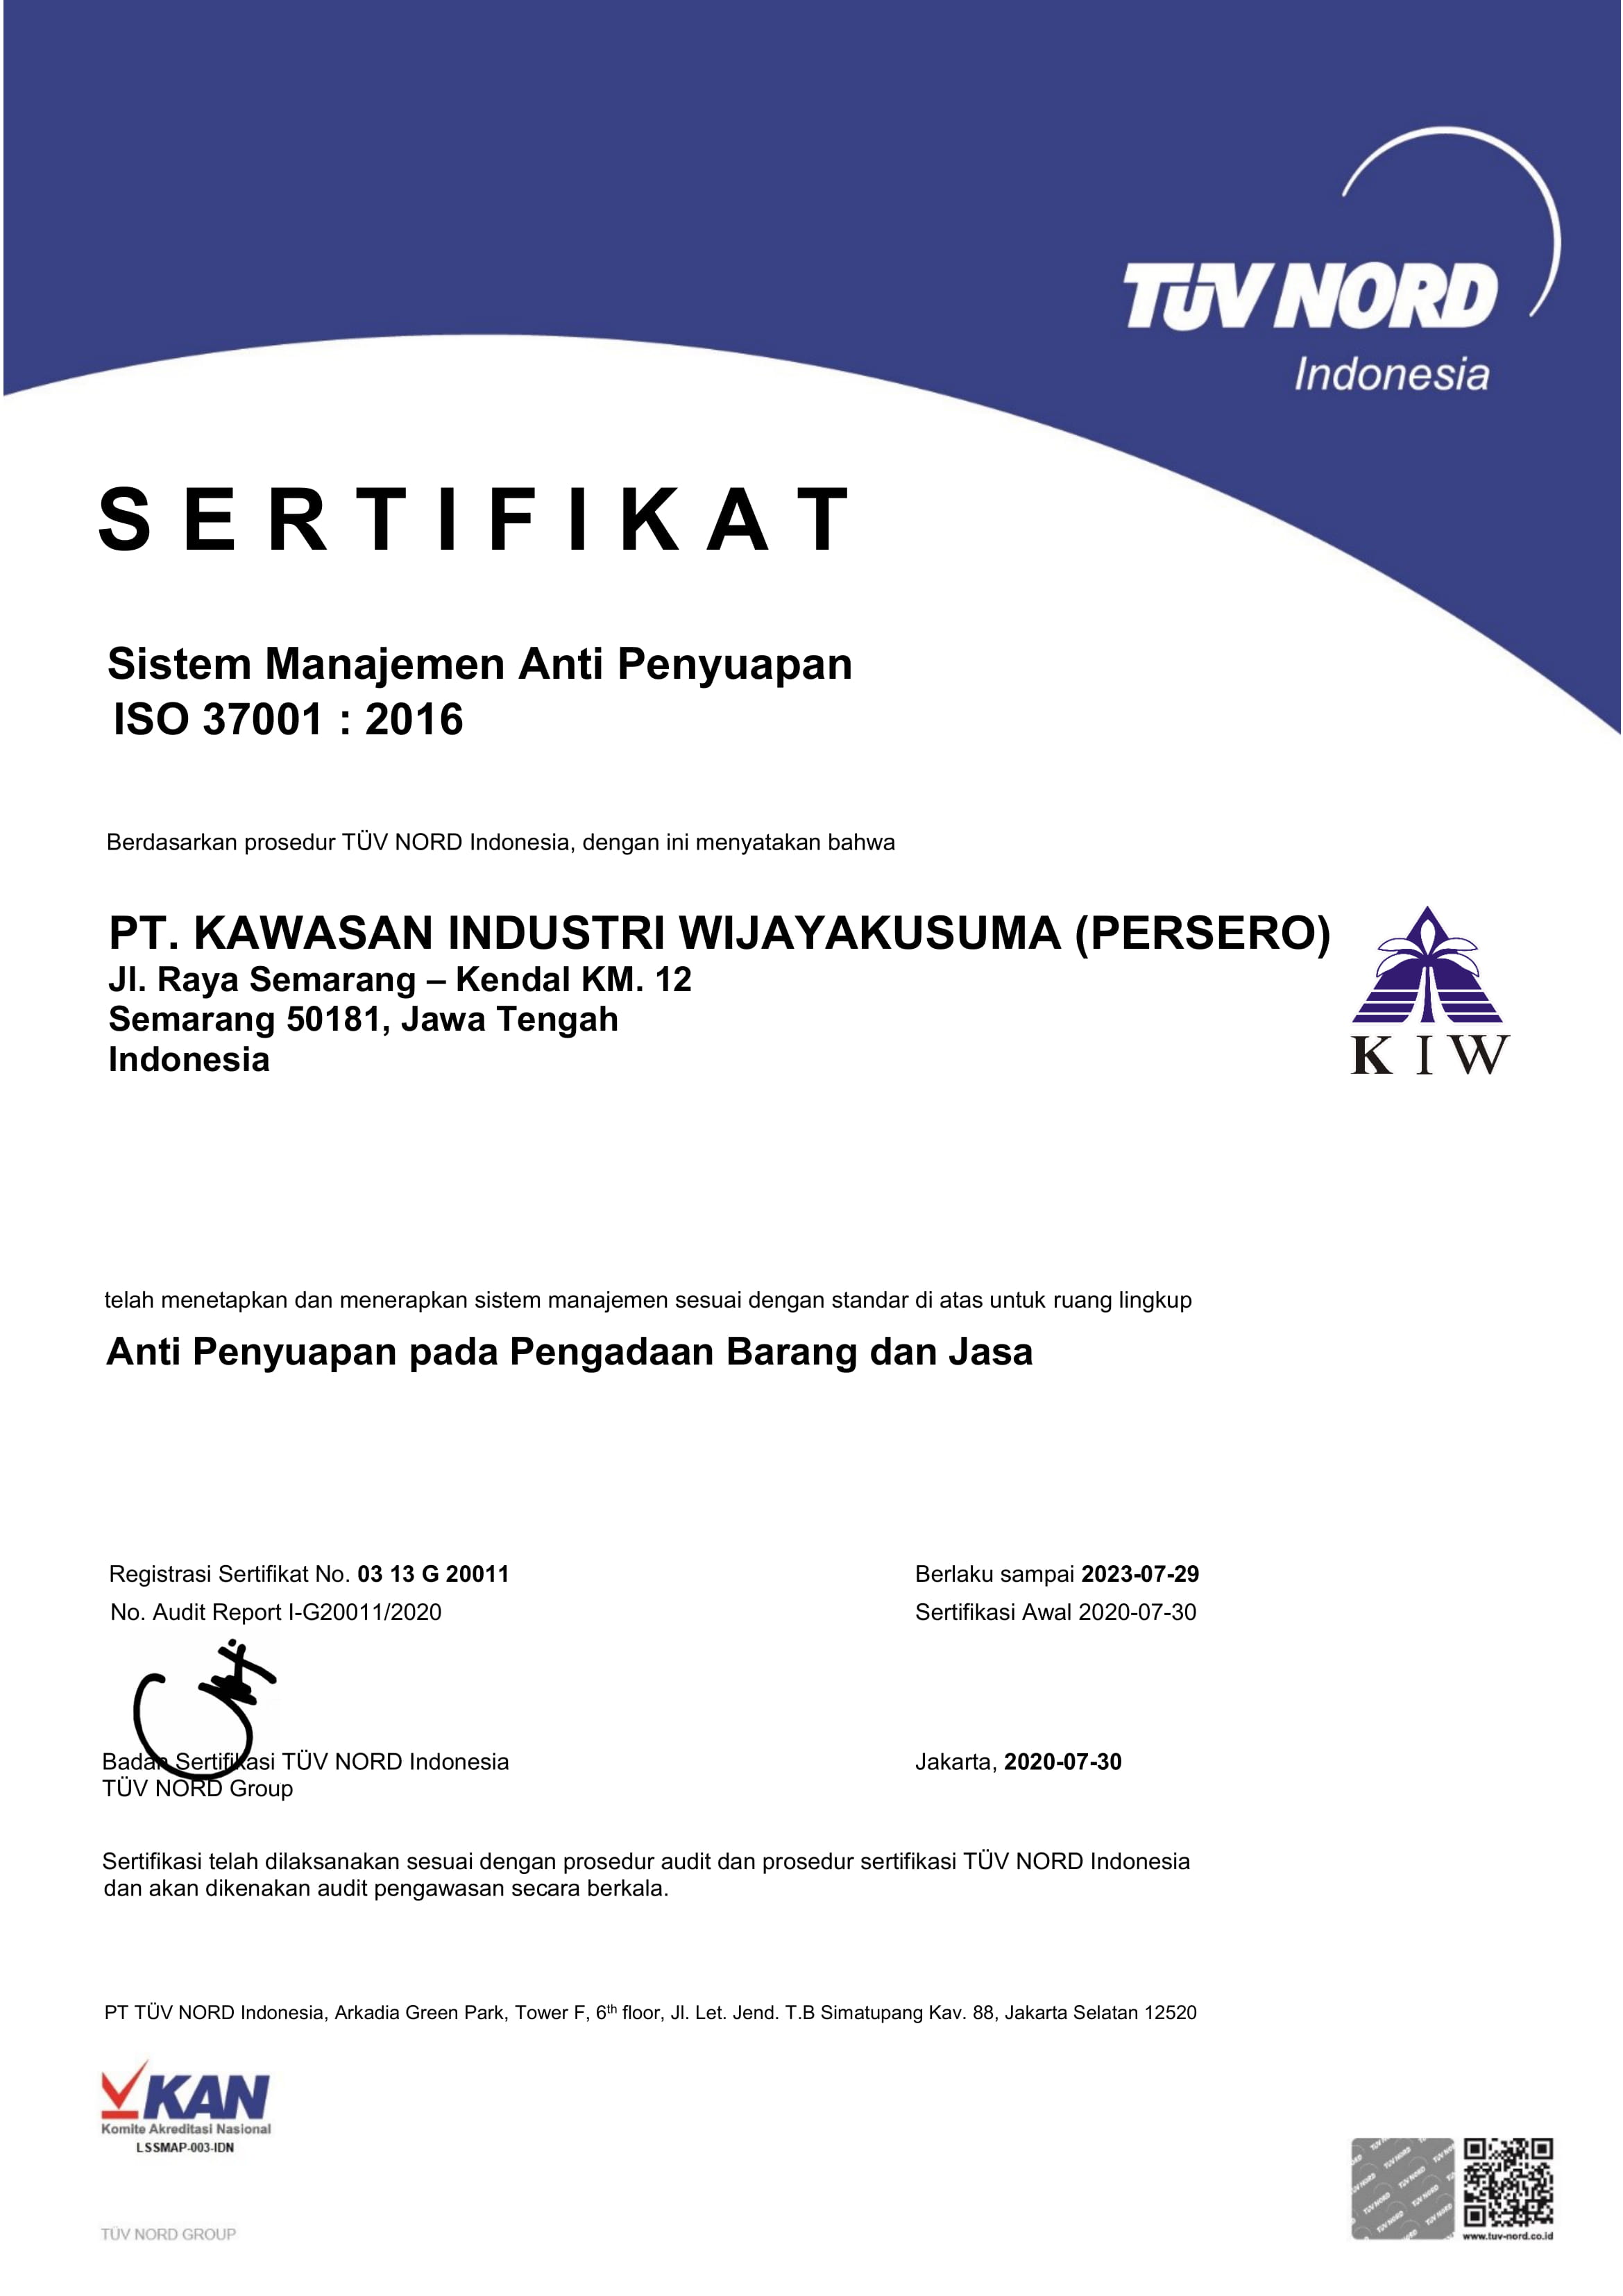 TÜV NORD
Indonesia
SERTIFIKAT
Sistem Manajemen Anti Penyuapan
ISO 37001 : 2016
Berdasarkan prosedur TÜV NORD Indonesia, dengan ini menyatakan bahwa
PT. KAWASAN INDUSTRI WIJAYAKUSUMA (PERSERO)
Jl. Raya Semarang – Kendal KM. 12
Semarang 50181, Jawa Tengah
Indonesia
K I W
telah menetapkan dan menerapkan sistem manajemen sesuai dengan standar di atas untuk ruang lingkup
Anti Penyuapan pada Pengadaan Barang dan Jasa
Registrasi Sertifikat No. 03 13 G 20011
Berlaku sampai 2023-07-29
No. Audit Report I-G20011/2020
Sertifikasi Awal 2020-07-30
Badan Sertifikasi TÜV NORD Indonesia
Jakarta, 2020-07-30
TÜV NORD Group
Sertifikasi telah dilaksanakan sesuai dengan prosedur audit dan prosedur sertifikasi TÜV NORD Indonesia
dan akan dikenakan audit pengawasan secara berkala.
PT TÜV NORD Indonesia, Arkadia Green Park, Tower F, 6th floor, Jl. Let. Jend. T.B Simatupang Kav. 88, Jakarta Selatan 12520
KAN
Komite Akreditasi Nasional
LSSMAP-003-IDN
TÜV NORD GROUP
www.tuv-nord.co.id